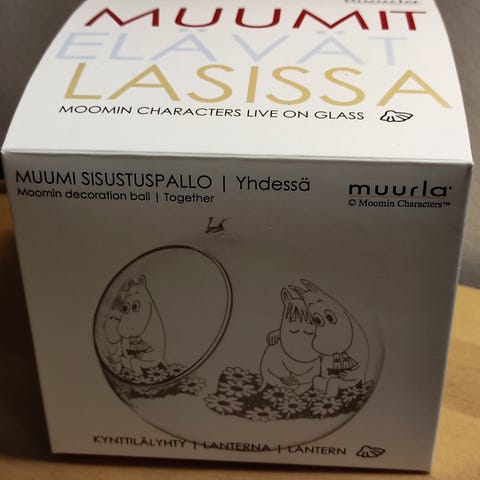 muurla
MUUMIT
ELÄVÄT
LASISSA
MOOMIN CHARACTERS LIVE ON GLASS
MUUMI SISUSTUSPALLO | Yhdessä
Moomin decoration ball | Together
muurla®
© Moomin Characters™
KYNTTILÄLYHTY | LANTERNA | LANTERN